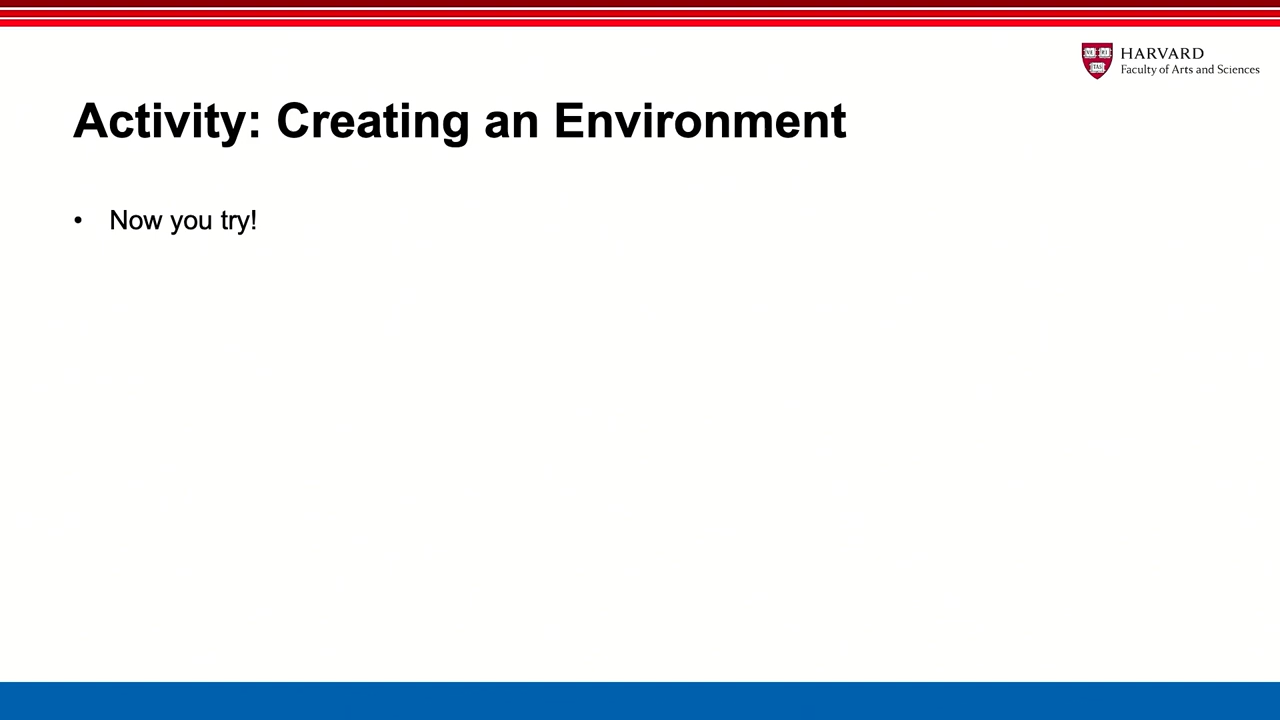 HARVARD
Faculty of Arts and Sciences
Activity: Creating an Environment
• Now you try!